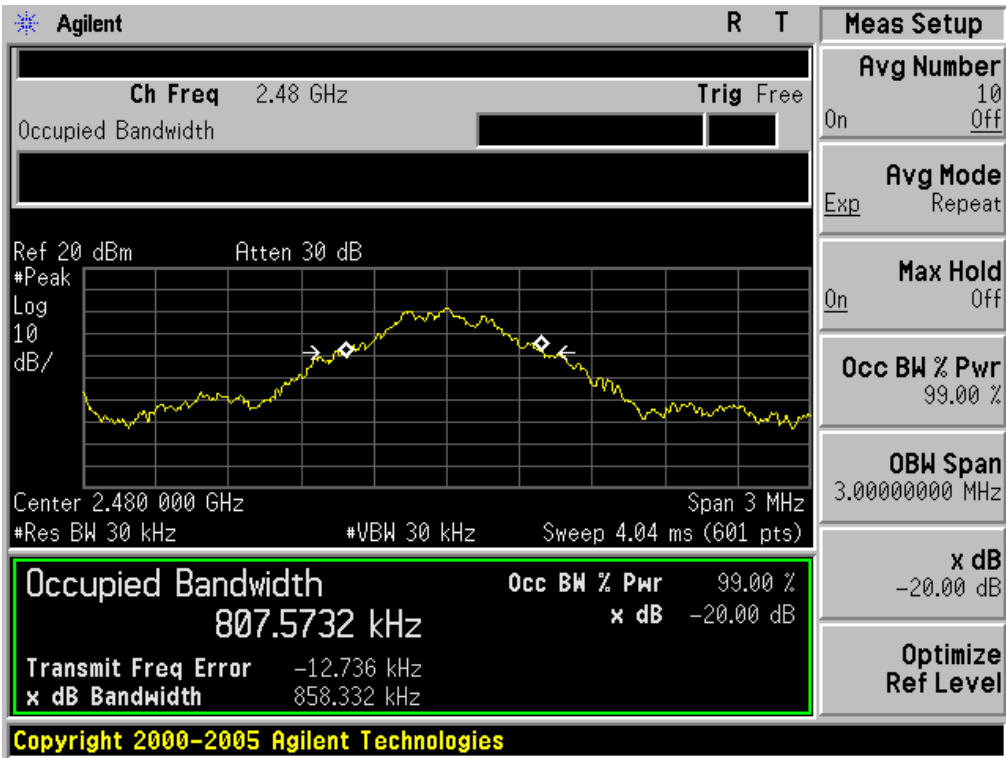 Agilent R T
Ch Freq 2.48 GHz Trig Free
Occupied Bandwidth
Ref 20 dBm Atten 30 dB
#Peak
Log
10
dB/
Center 2.480 000 GHz Span 3 MHz
#Res BW 30 kHz #VBW 30 kHz Sweep 4.04 ms (601 pts)
Occupied Bandwidth Occ BW % Pwr 99.00 %
807.5732 kHz x dB -20.00 dB
Transmit Freq Error -12.736 kHz
x dB Bandwidth 858.332 kHz
Copyright 2000-2005 Agilent Technologies
Meas Setup
Avg Number
10
On Off
Avg Mode
Exp Repeat
Max Hold
On Off
Occ BW % Pwr
99.00 %
OBW Span
3.00000000 MHz
x dB
-20.00 dB
Optimize
Ref Level